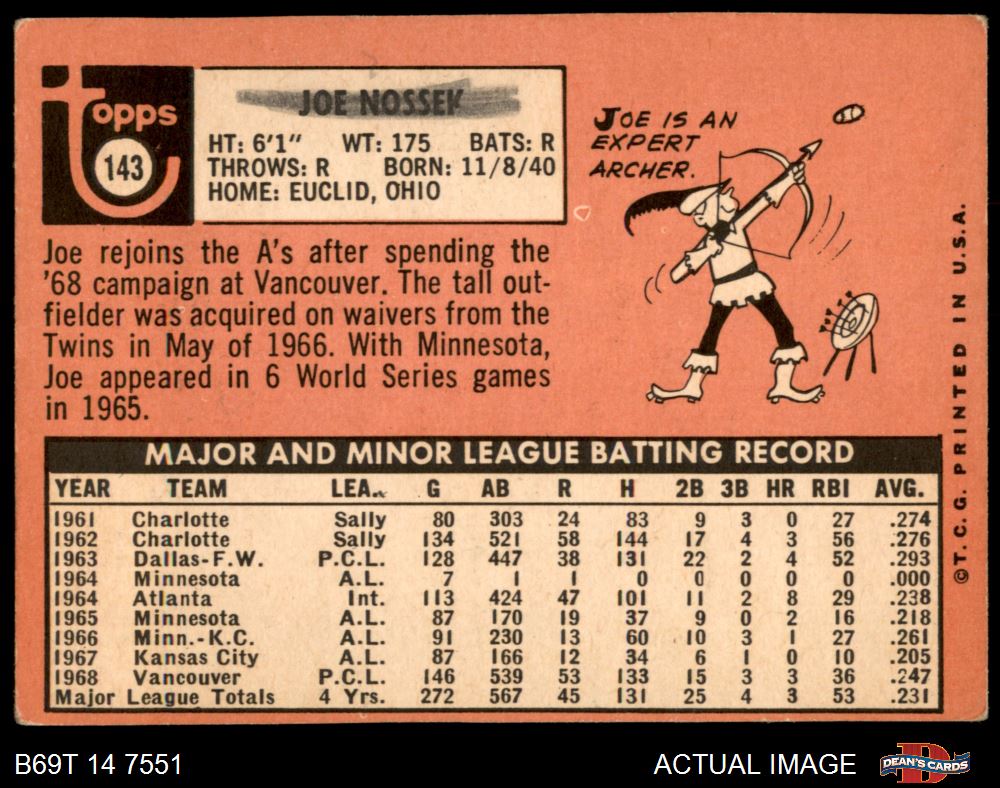 Topps
143
JOE NOSSEK
HT: 6'1" WT: 175 BATS: R
THROWS: R BORN: 11/8/40
HOME: EUCLID, OHIO
JOE IS AN
EXPERT
ARCHER.
Joe rejoins the A's after spending the
'68 campaign at Vancouver. The tall out-
fielder was acquired on waivers from the
Twins in May of 1966. With Minnesota,
Joe appeared in 6 World Series games
in 1965.
©T. C. G. PRINTED IN U.S.A.
MAJOR AND MINOR LEAGUE BATTING RECORD
YEAR TEAM LEA. G AB R H 2B 3B HR RBI AVG.
1961 Charlotte Sally 80 303 24 83 9 3 0 27 .274
1962 Charlotte Sally 134 521 58 144 17 4 3 56 .276
1963 Dallas-F.W. P.C.L. 128 447 38 131 22 2 4 52 .293
1964 Minnesota A.L. 7 1 1 0 0 0 0 0 .000
1964 Atlanta Int. 113 424 47 101 11 2 8 29 .238
1965 Minnesota A.L. 87 170 19 37 9 0 2 16 .218
1966 Minn.-K.C. A.L. 91 230 13 60 10 3 1 27 .261
1967 Kansas City A.L. 87 166 12 34 6 1 0 10 .205
1968 Vancouver P.C.L. 146 539 53 133 15 3 3 36 .247
Major League Totals 4 Yrs. 272 567 45 131 25 4 3 53 .231
B69T 14 7551
ACTUAL IMAGE
DEAN'S CARDS